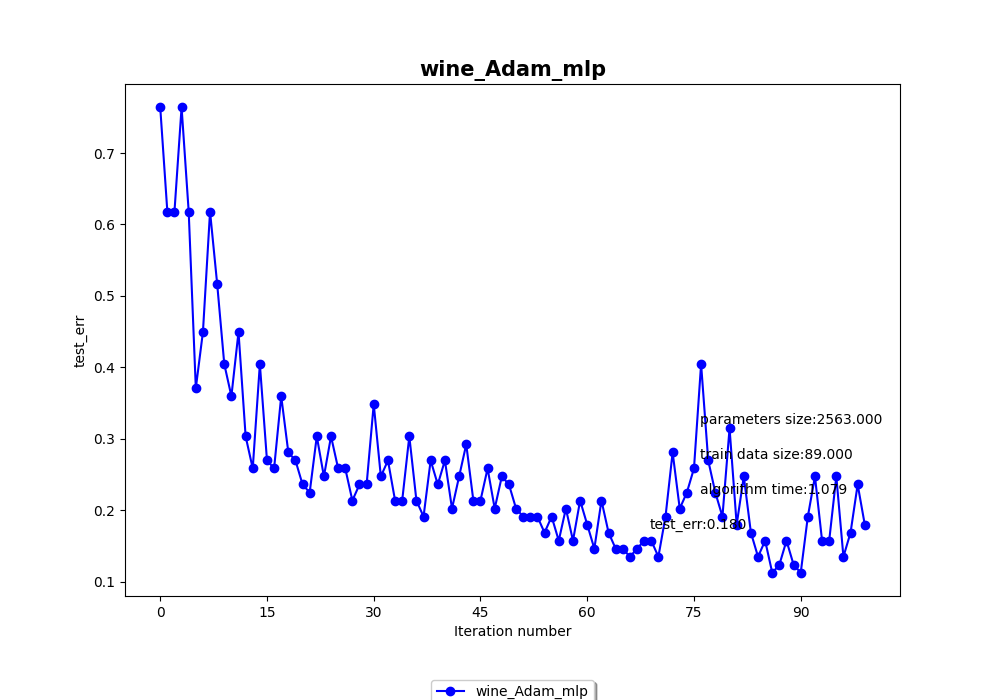 wine_Adam_mlp
0.7
0.6
0.5
0.4
0.3
0.2
0.1
test_err
parameters size:2563.000
train data size:89.000
algorithm time:1.079
test_err:0.180
0 15 30 45 60 75 90
Iteration number
wine_Adam_mlp